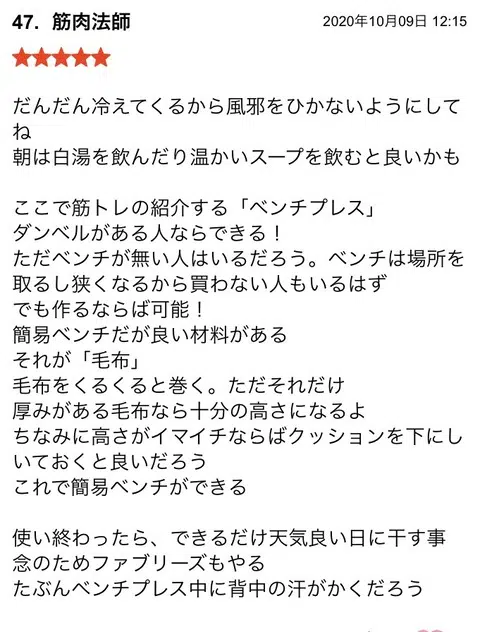 47. 筋肉法師
2020年10月09日 12:15
だんだん冷えてくるから風邪をひかないようにして
ね
朝は白湯を飲んだり温かいスープを飲むと良いかも
ここで筋トレの紹介する「ベンチプレス」
ダンベルがある人ならできる！
ただベンチが無い人はいるだろう。ベンチは場所を
取るし狭くなるから買わない人もいるはず
でも作るならば可能！
簡易ベンチだが良い材料がある
それが「毛布」
毛布をくるくると巻く。ただそれだけ
厚みがある毛布なら十分の高さになるよ
ちなみに高さがイマイチならばクッションを下にし
いておくと良いだろう
これで簡易ベンチができる
使い終わったら、できるだけ天気良い日に干す事
念のためファブリーズもやる
たぶんベンチプレス中に背中の汗がかくだろう